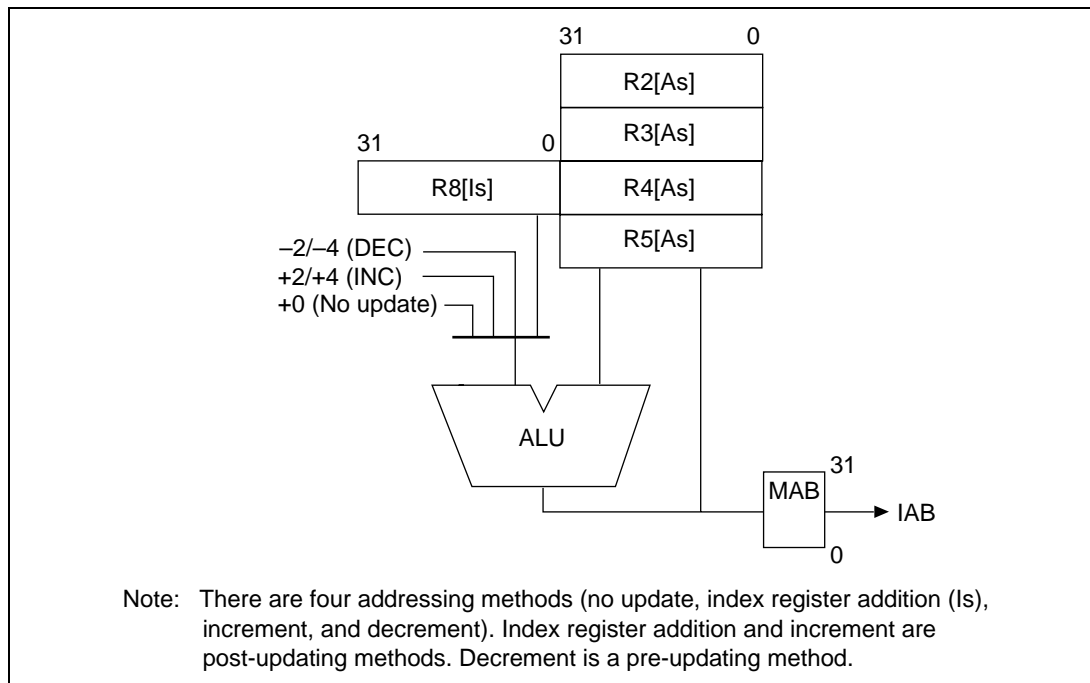 31 0
R2[As]
R3[As]
31 0
R8[Is] R4[As]
R5[As]
–2/–4 (DEC)
+2/+4 (INC)
+0 (No update)
ALU
31
MAB
IAB
0
Note: There are four addressing methods (no update, index register addition (Is),
increment, and decrement). Index register addition and increment are
post-updating methods. Decrement is a pre-updating method.